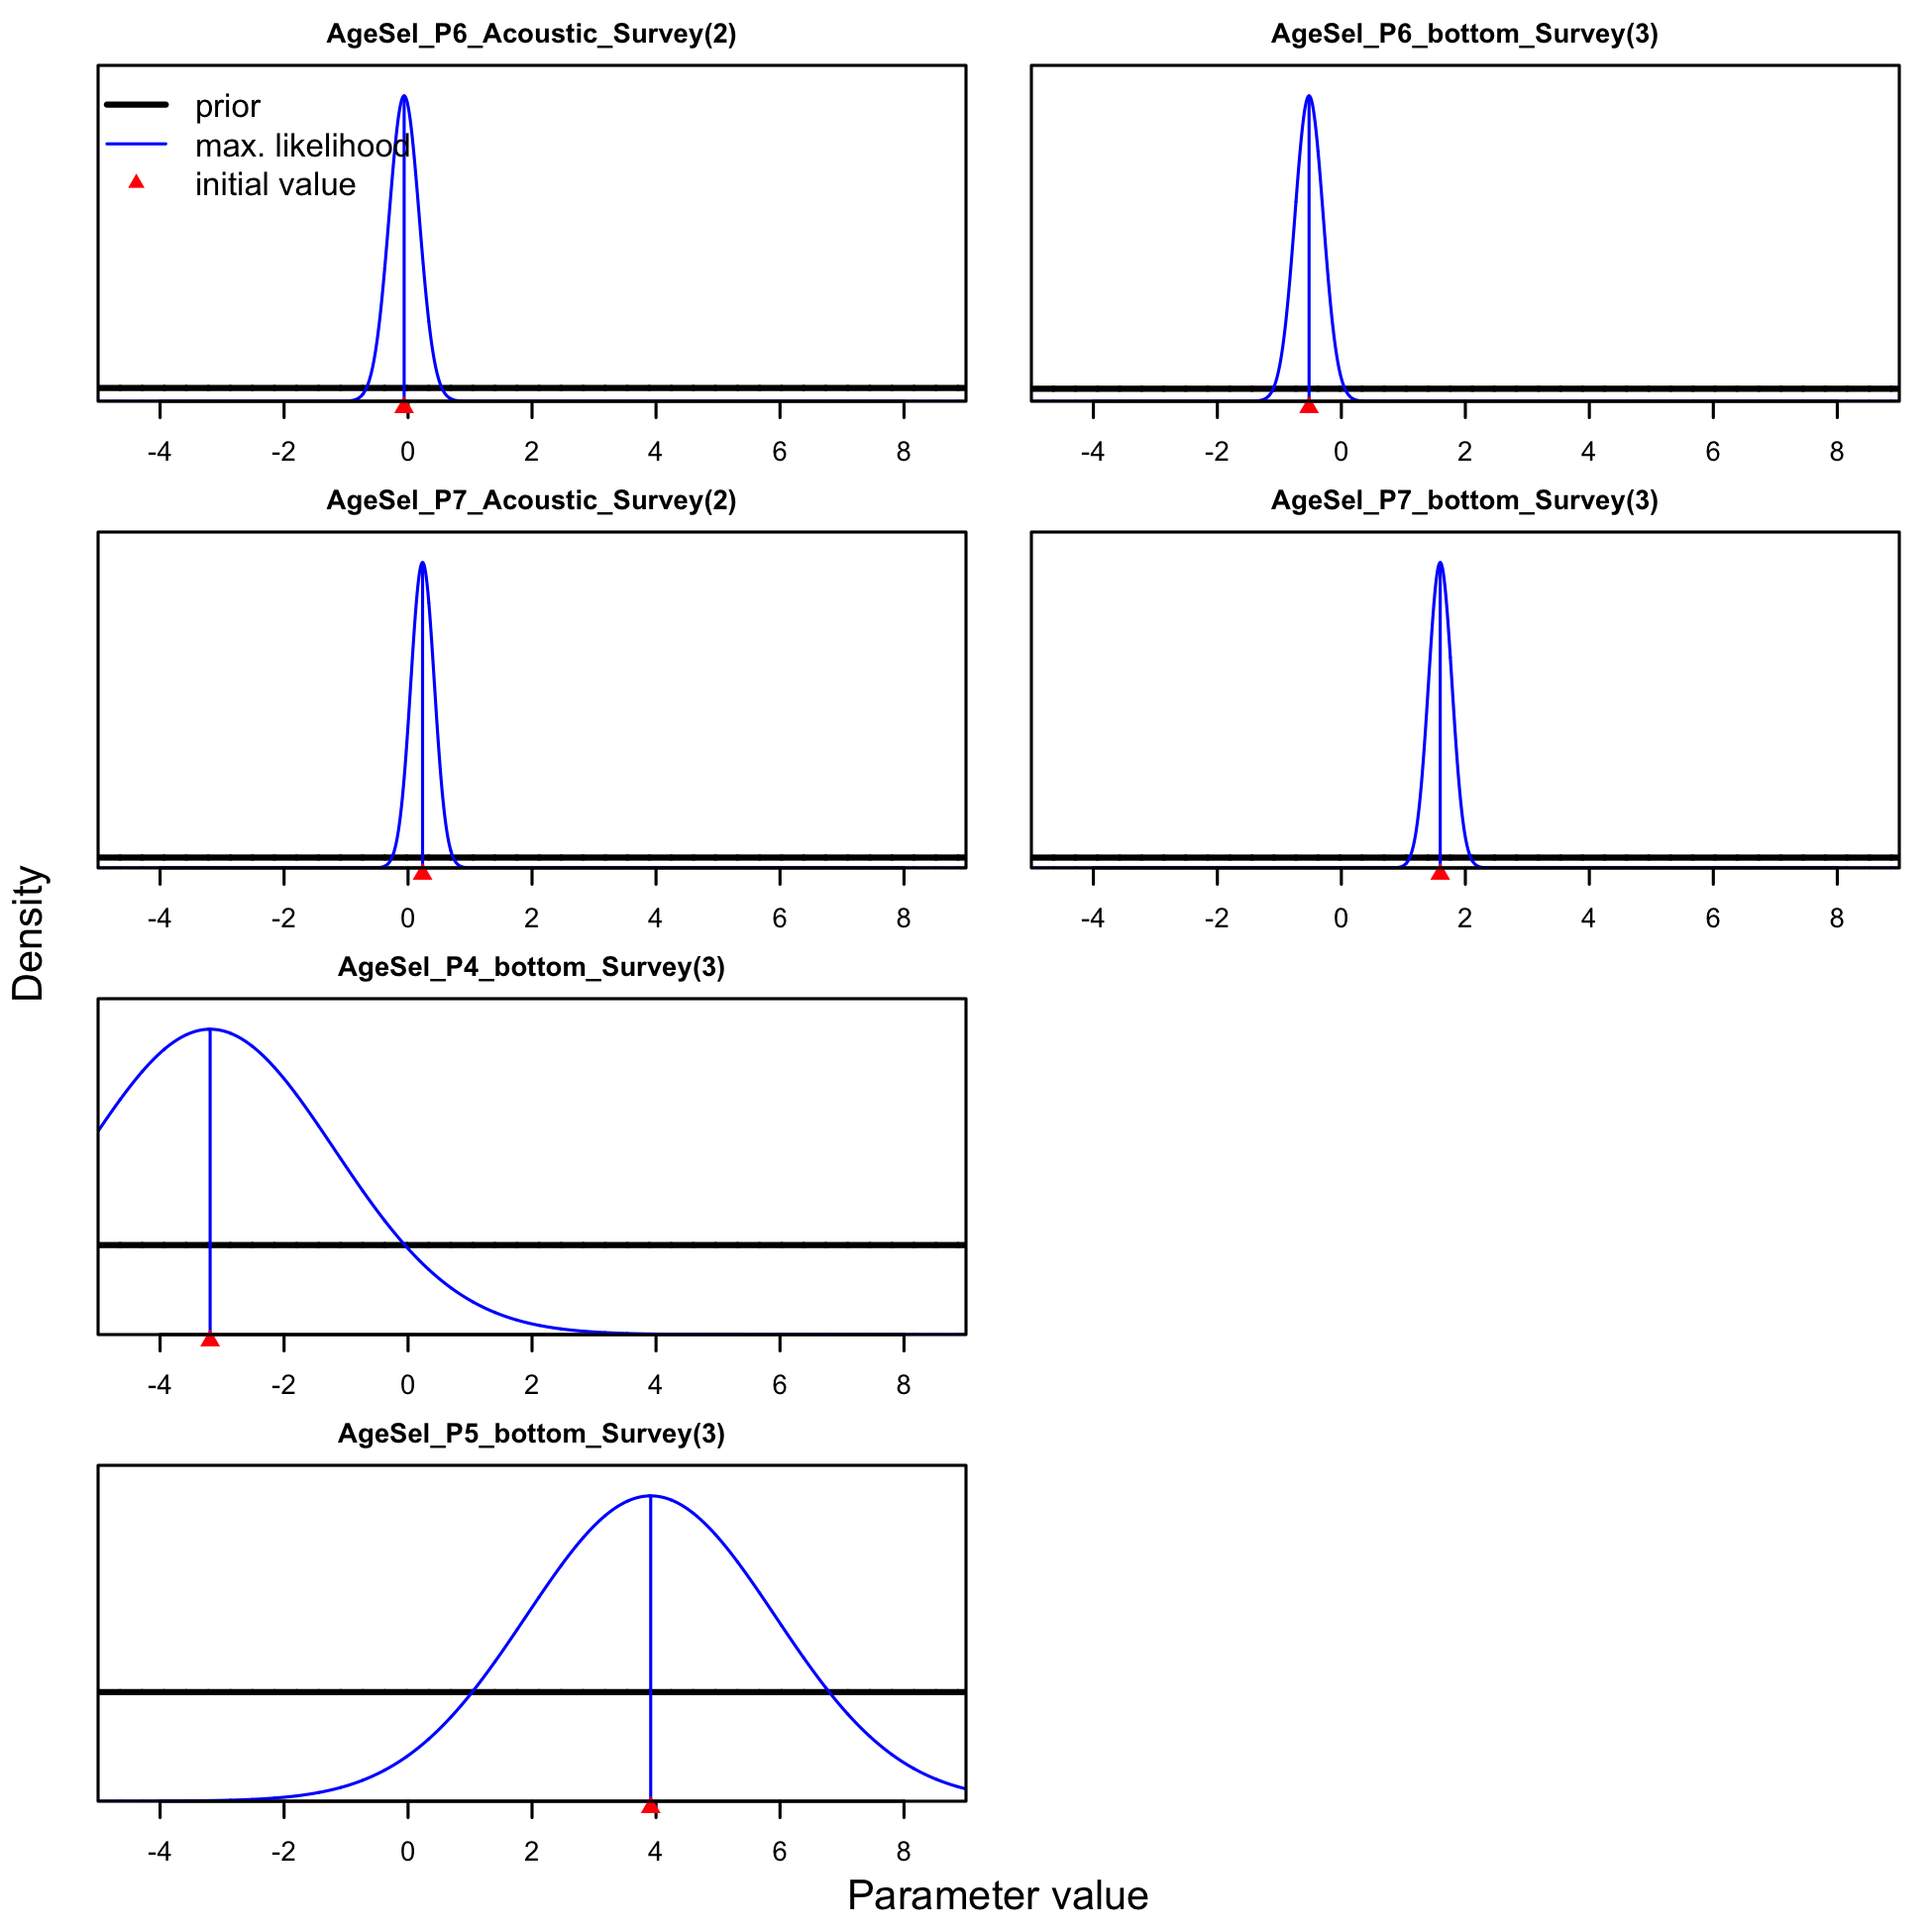 AgeSel_P6_Acoustic_Survey(2)
prior
max. likelihood
initial value
-4 -2 0 2 4 6 8
AgeSel_P7_Acoustic_Survey(2)
-4 -2 0 2 4 6 8
AgeSel_P4_bottom_Survey(3)
-4 -2 0 2 4 6 8
AgeSel_P5_bottom_Survey(3)
-4 -2 0 2 4 6 8
AgeSel_P6_bottom_Survey(3)
-4 -2 0 2 4 6 8
AgeSel_P7_bottom_Survey(3)
-4 -2 0 2 4 6 8
Density
Parameter value